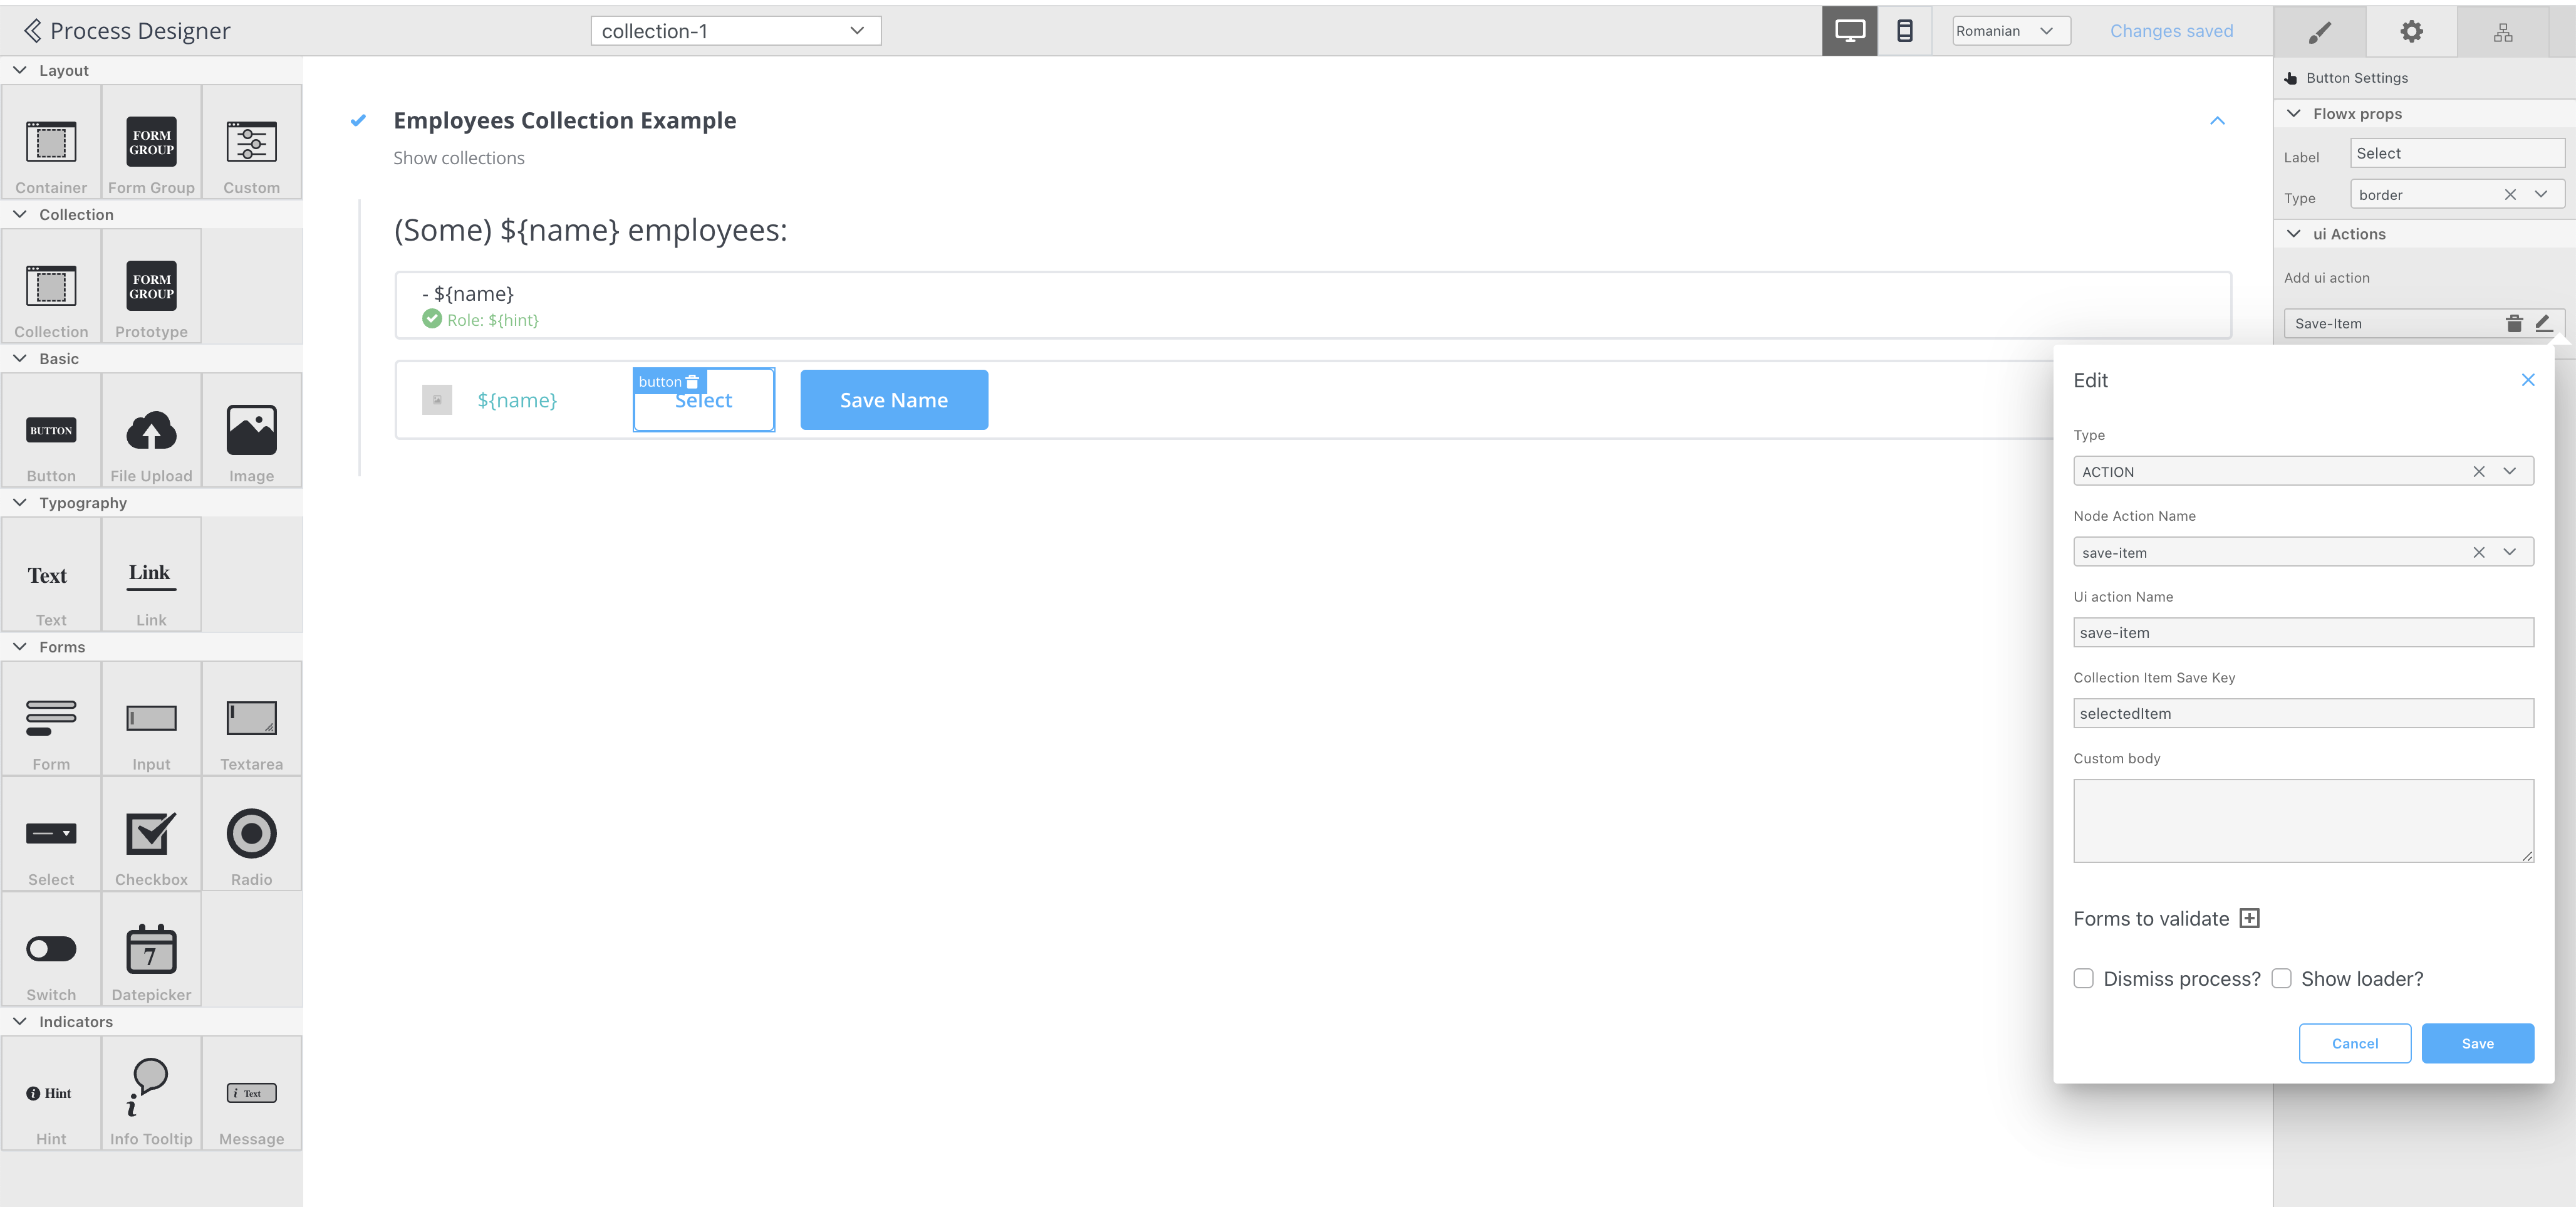 Process Designer
collection-1
Romanian
Changes saved
Layout
FORM GROUP
Container
Form Group
Custom
Collection
FORM GROUP
Collection
Prototype
Basic
BUTTON
Button
File Upload
Image
Typography
Text
Link
Text
Link
Forms
Form
Input
Textarea
Select
Checkbox
Radio
7
Switch
Datepicker
Indicators
i Hint
i
i Text
Hint
Info Tooltip
Message
Employees Collection Example
Show collections
(Some) ${name} employees:
- ${name}
Role: ${hint}
${name}
button
Select
Save Name
Button Settings
Flowx props
Label
Select
Type
border
ui Actions
Add ui action
Save-Item
Edit
Type
ACTION
Node Action Name
save-item
Ui action Name
save-item
Collection Item Save Key
selectedItem
Custom body
Forms to validate
Dismiss process?
Show loader?
Cancel
Save